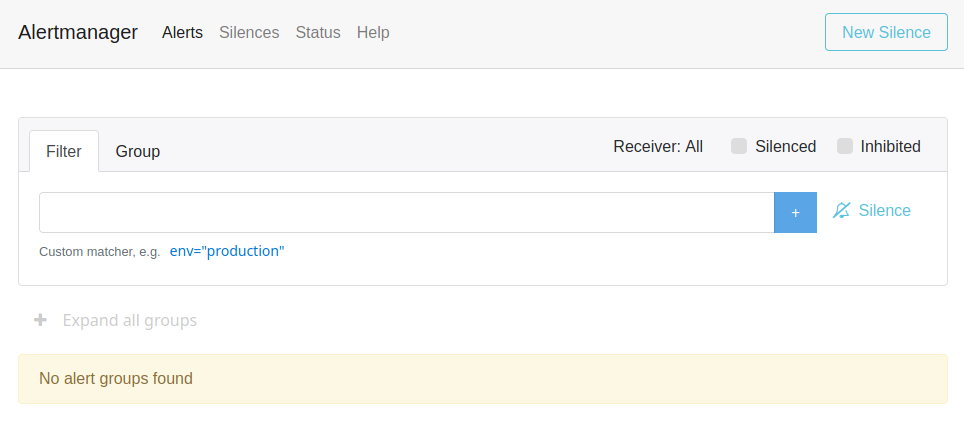 Alertmanager Alerts Silences Status Help New Silence
Filter Group Receiver: All Silenced Inhibited
+ Silence
Custom matcher, e.g. env="production"
+ Expand all groups
No alert groups found